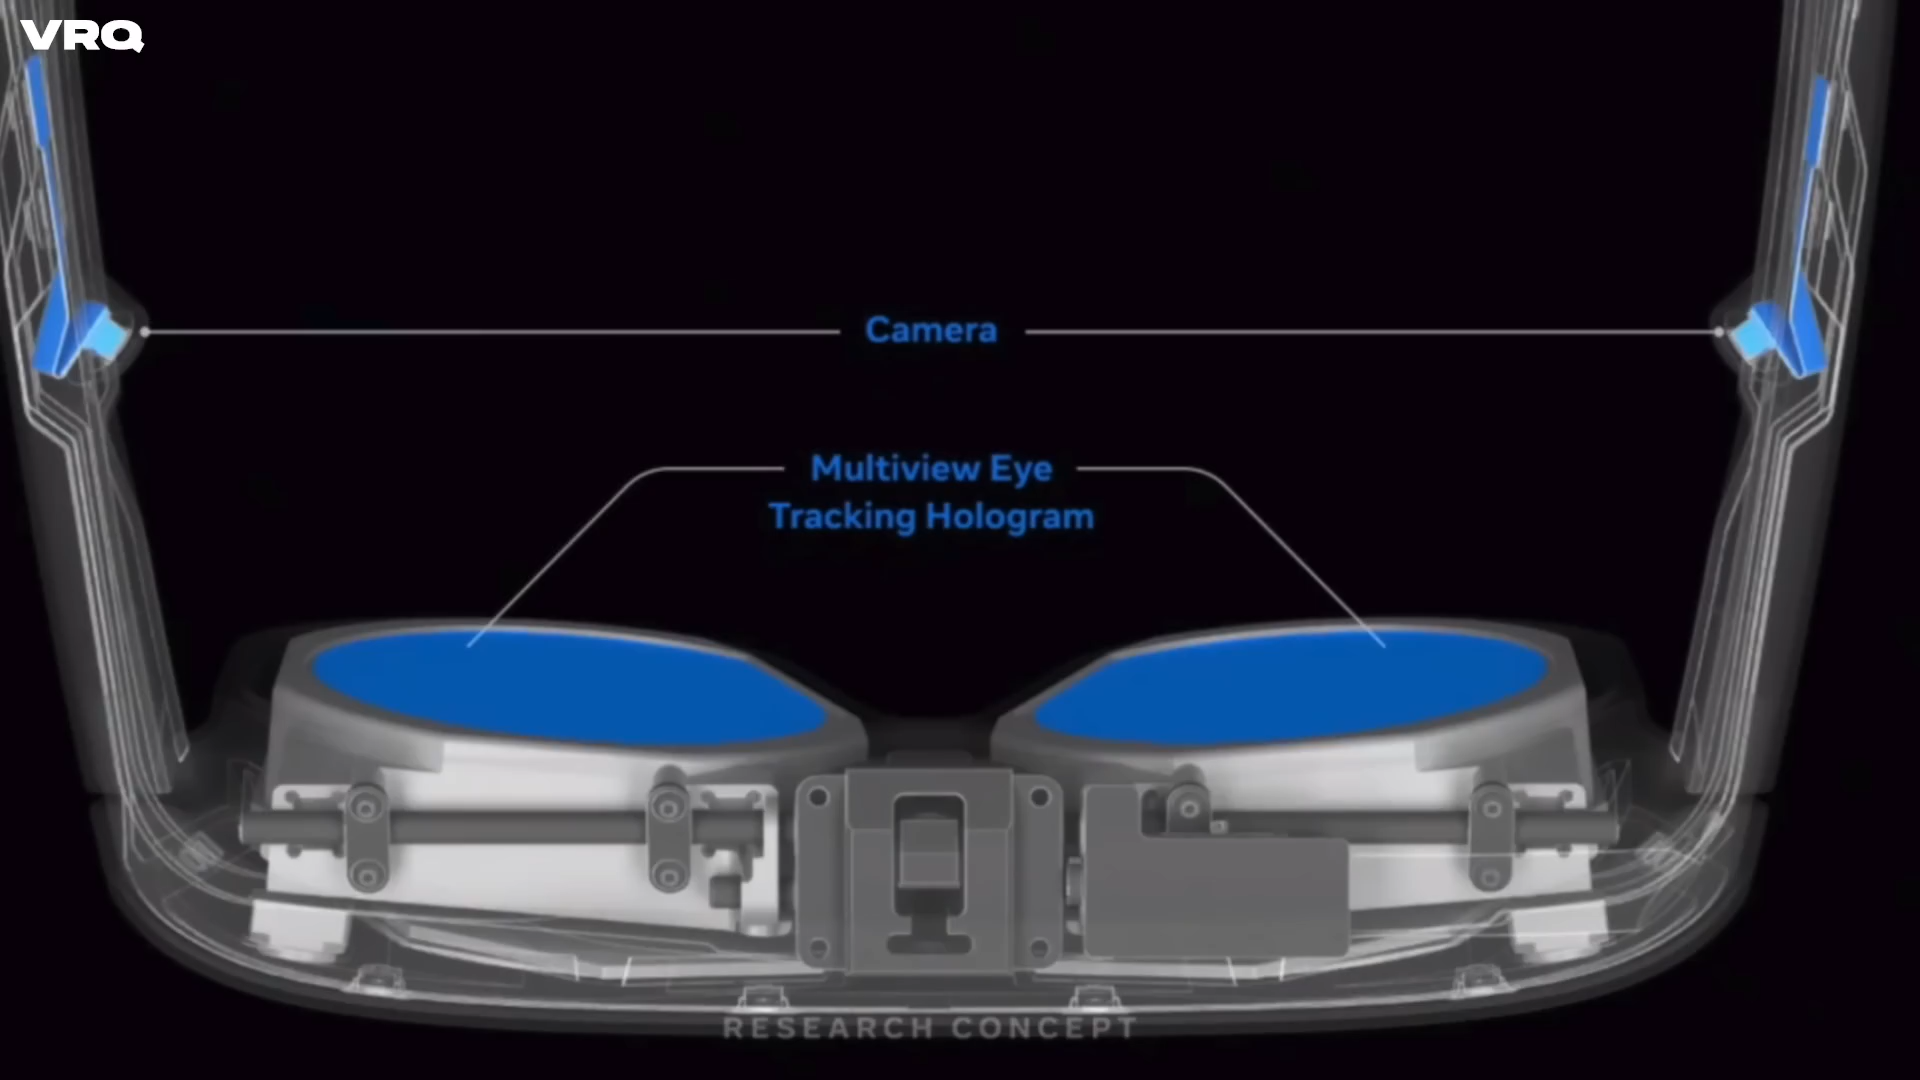 VRQ
Camera
Multiview Eye
Tracking Hologram
RESEARCH CONCEPT